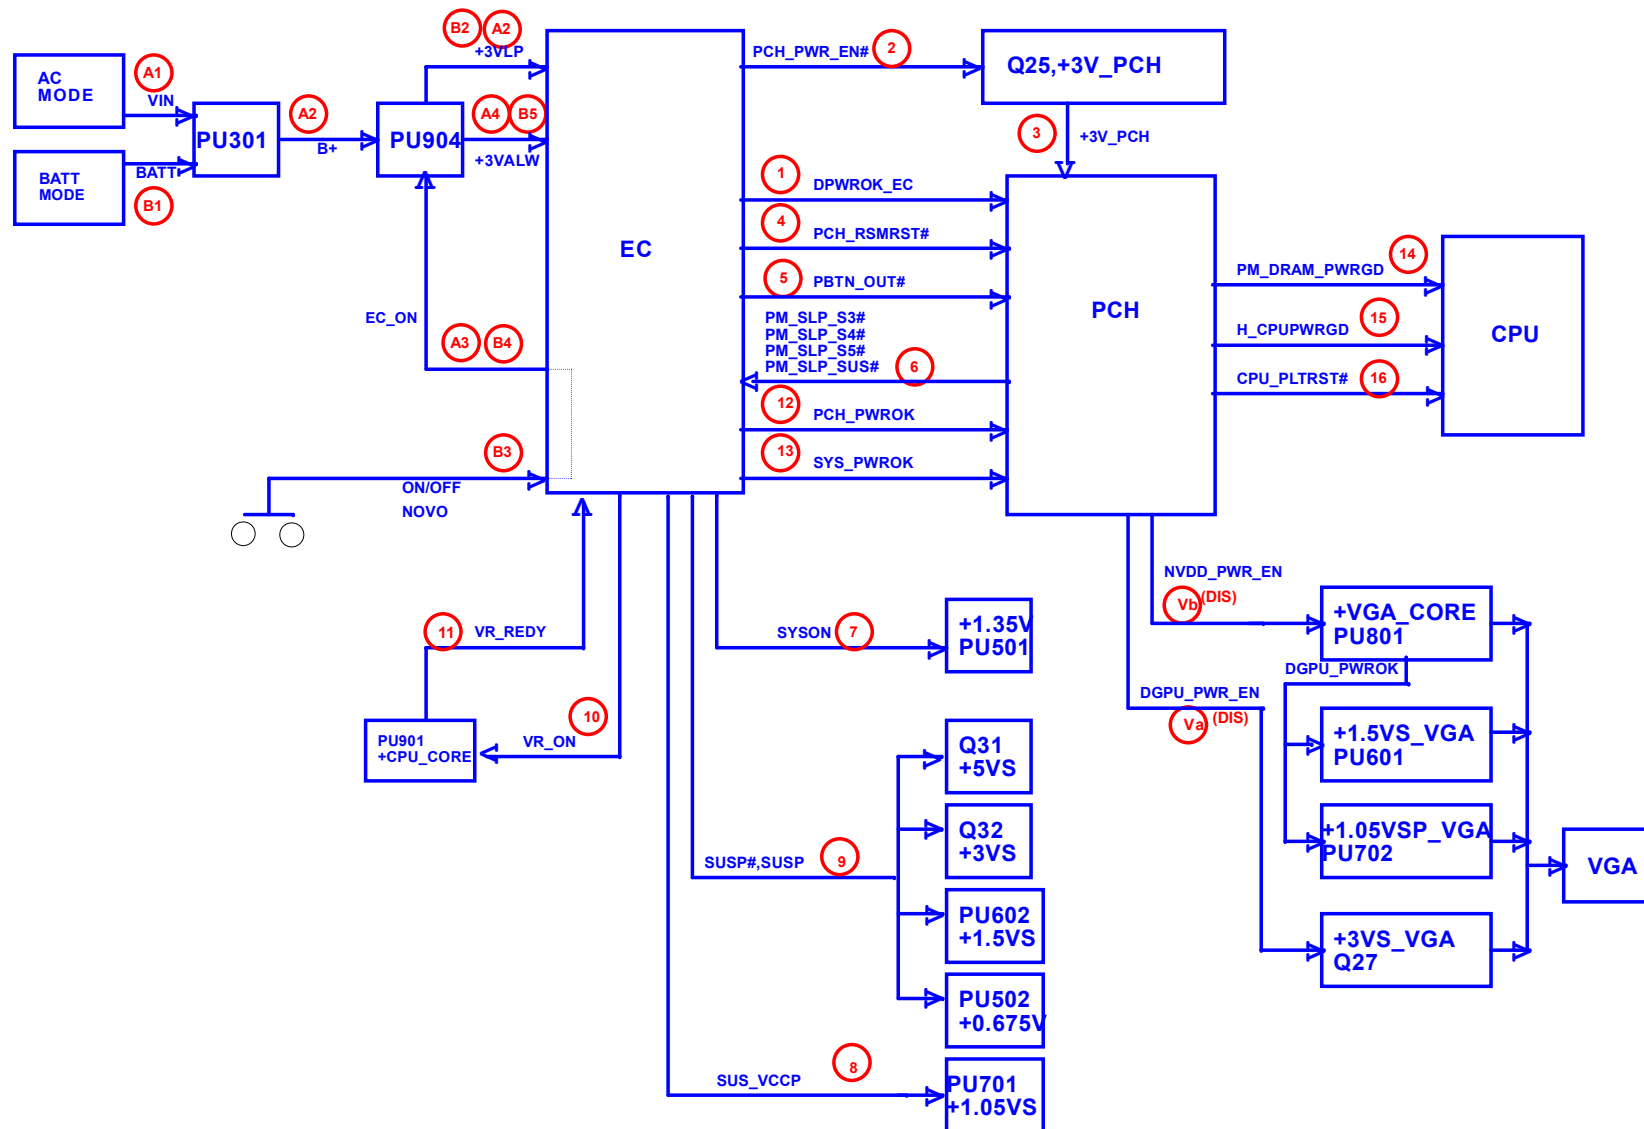 B2
A2
+3VLP
PCH_PWR_EN#
2
Q25,+3V_PCH
AC
MODE
A1
VIN
PU301
A2
B+
PU904
A4
B5
+3VALW
3
+3V_PCH
BATT
MODE
BATT
B1
1
DPWROK_EC
4
PCH_RSMRST#
EC
5
PBTN_OUT#
PCH
PM_DRAM_PWRGD
14
EC_ON
A3
B4
PM_SLP_S3#
PM_SLP_S4#
PM_SLP_S5#
PM_SLP_SUS#
6
H_CPUPWRGD
15
CPU
CPU_PLTRST#
16
12
PCH_PWROK
B3
13
SYS_PWROK
ON/OFF
NOVO
NVDD_PWR_EN
Vb
(DIS)
+VGA_CORE
PU801
11
VR_REDY
SYSON
7
+1.35V
PU501
DGPU_PWROK
DGPU_PWR_EN
Va
(DIS)
10
VR_ON
PU901
+CPU_CORE
+1.5VS_VGA
PU601
Q31
+5VS
Q32
+3VS
+1.05VSP_VGA
PU702
VGA
SUSP#,SUSP
9
PU602
+1.5VS
+3VS_VGA
Q27
PU502
+0.675V
SUS_VCCP
8
PU701
+1.05VS